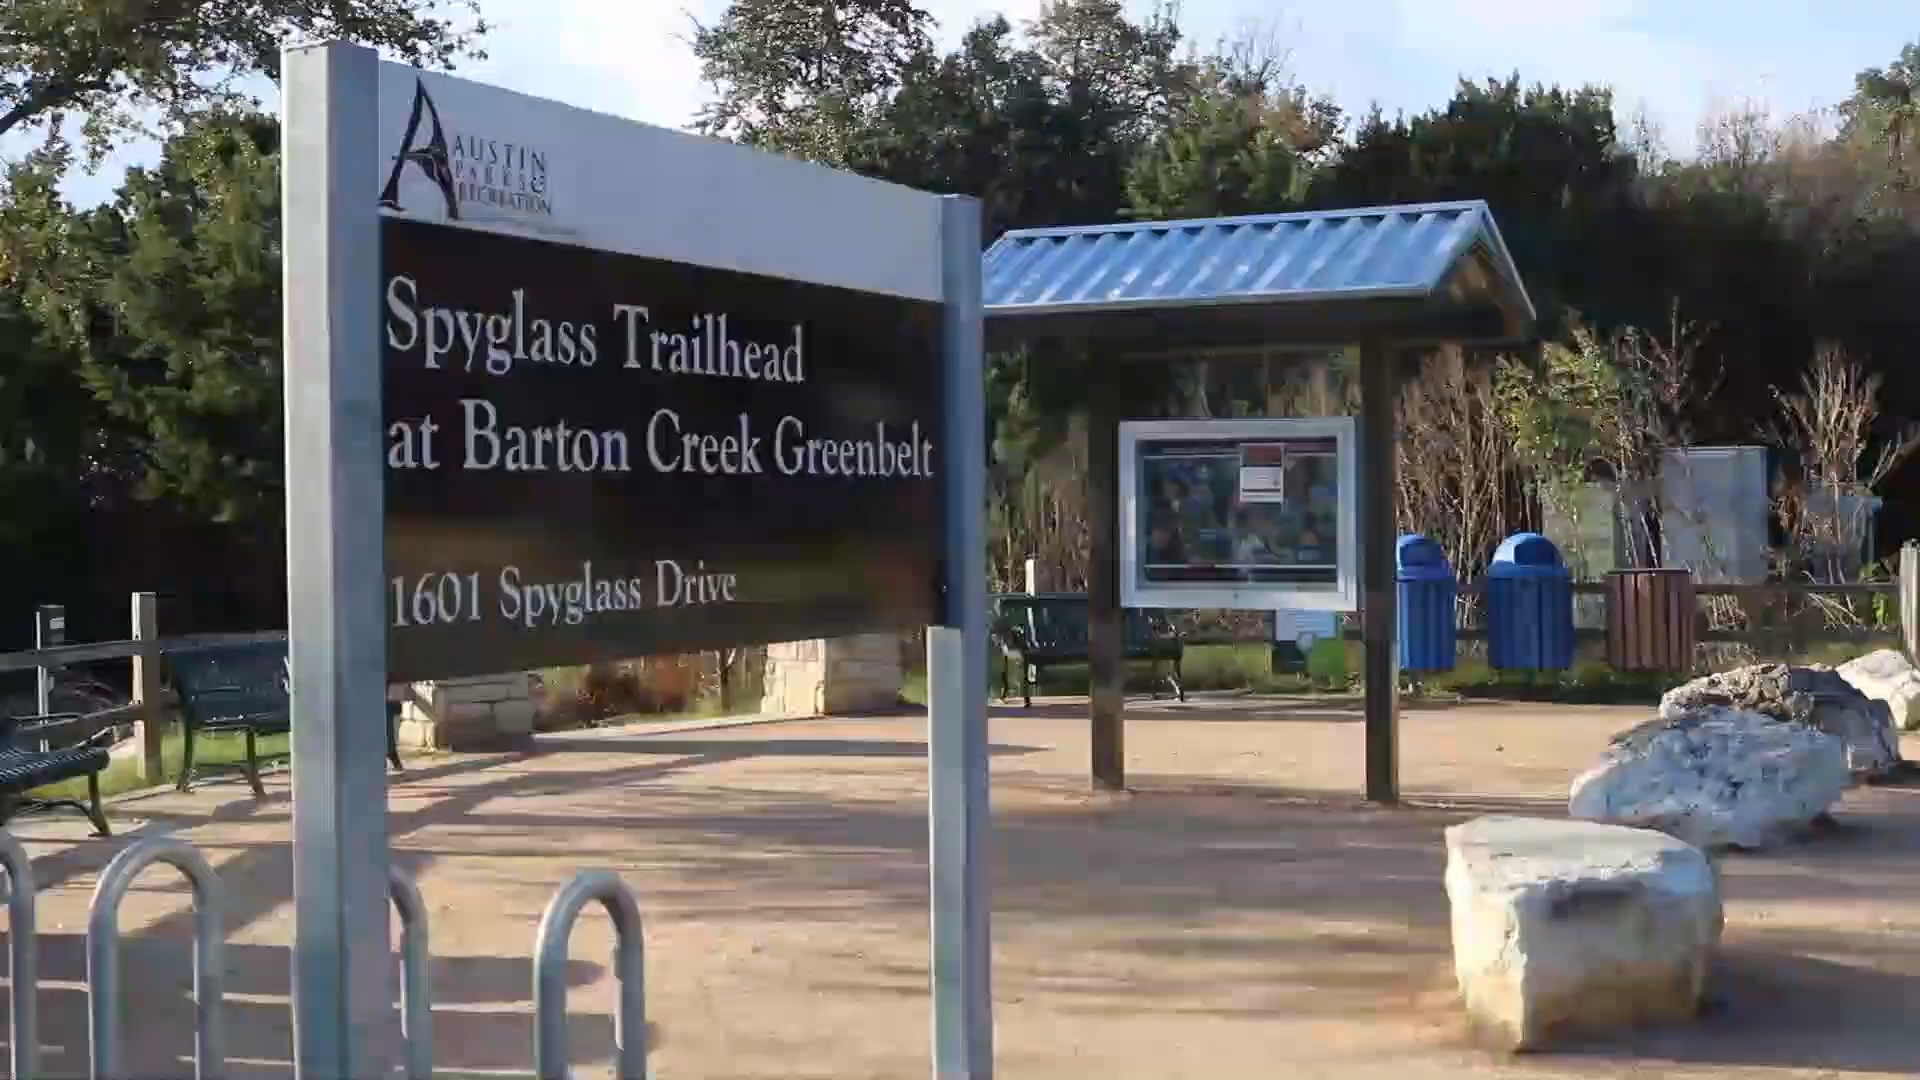 AUSTIN
PARKS &
RECREATION
Spyglass Trailhead
at Barton Creek Greenbelt
1601 Spyglass Drive